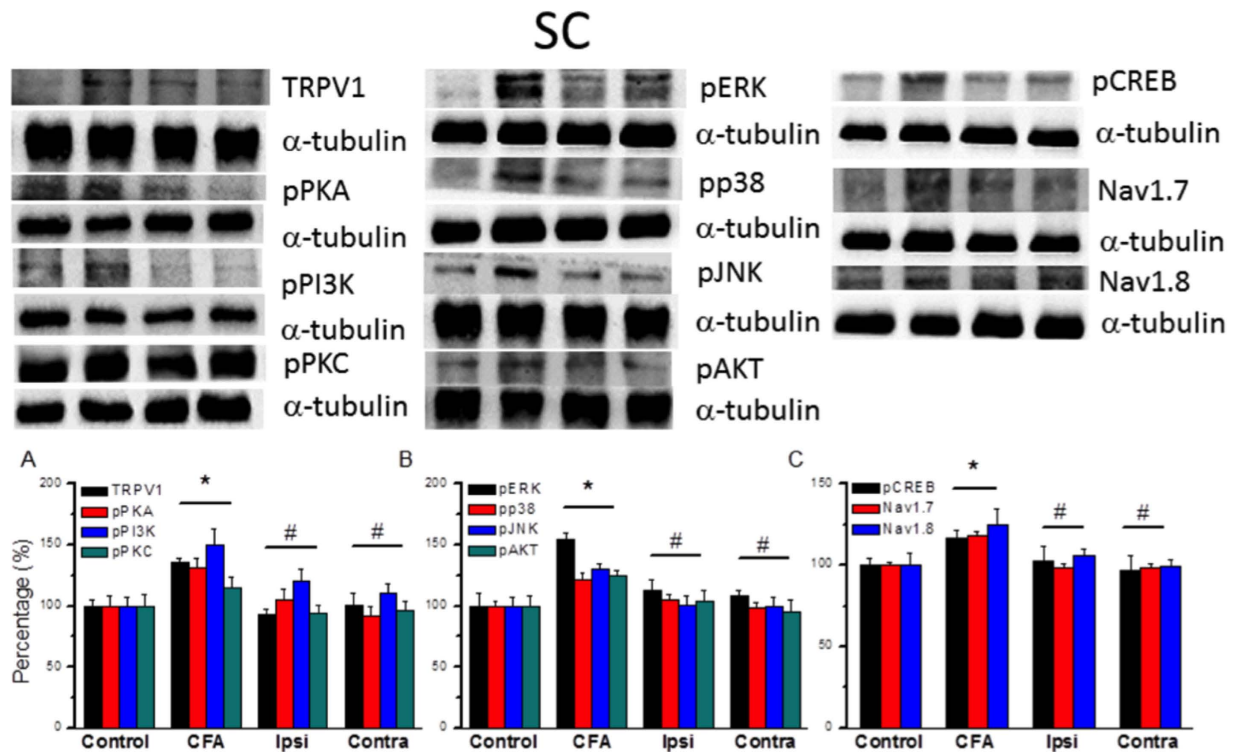 SC
TRPV1
α-tubulin
pPKA
α-tubulin
pPI3K
α-tubulin
pPKC
α-tubulin
pERK
α-tubulin
pp38
α-tubulin
pJNK
α-tubulin
pAKT
α-tubulin
pCREB
α-tubulin
Nav1.7
α-tubulin
Nav1.8
α-tubulin
A
Percentage (%)
200
150
100
50
0
TRPV1
pPKA
pPI3K
pPKC
*
#
#
Control CFA Ipsi Contra
B
200
150
100
50
0
pERK
pp38
pJNK
pAKT
*
#
#
Control CFA Ipsi Contra
C
150
100
50
0
pCREB
Nav1.7
Nav1.8
*
#
#
Control CFA Ipsi Contra